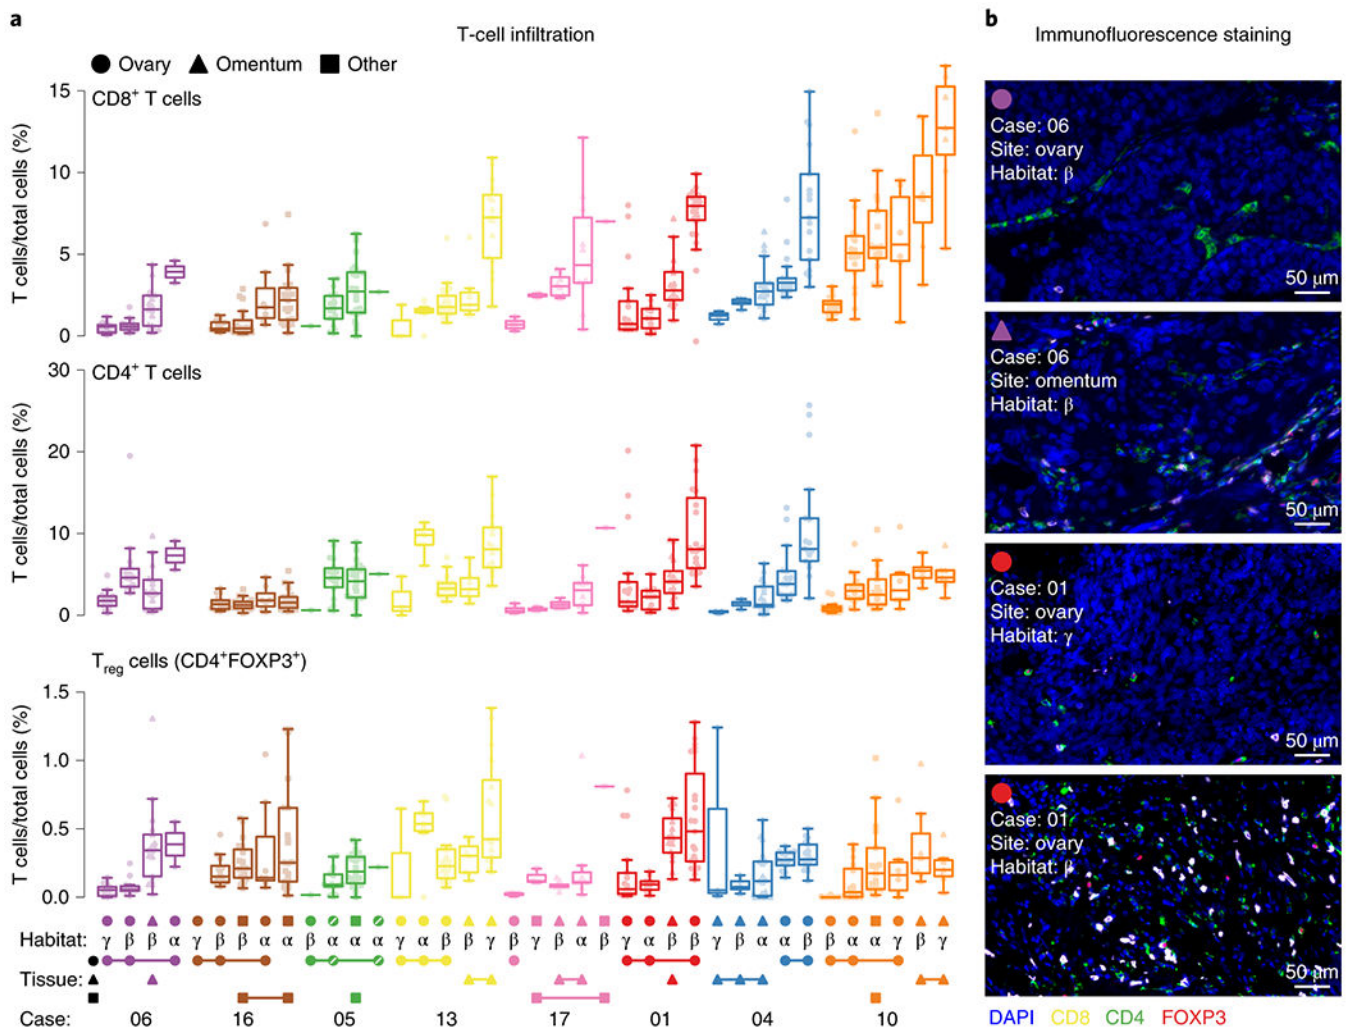 a
T-cell infiltration
Ovary Omentum Other
CD8+ T cells
T cells/total cells (%)
15
10
5
0
CD4+ T cells
T cells/total cells (%)
30
20
10
0
Treg cells (CD4+FOXP3+)
T cells/total cells (%)
1.5
1.0
0.5
0.0
Habitat: γ β β α γ β β α α β α α α γ α β β γ β γ β α β γ α β β γ β α α β β α α γ β γ
Tissue:
Case: 06 16 05 13 17 01 04 10
b
Immunofluorescence staining
Case: 06
Site: ovary
Habitat: β
50 μm
Case: 06
Site: omentum
Habitat: β
50 μm
Case: 01
Site: ovary
Habitat: γ
50 μm
Case: 01
Site: ovary
Habitat: β
50 μm
DAPI CD8 CD4 FOXP3